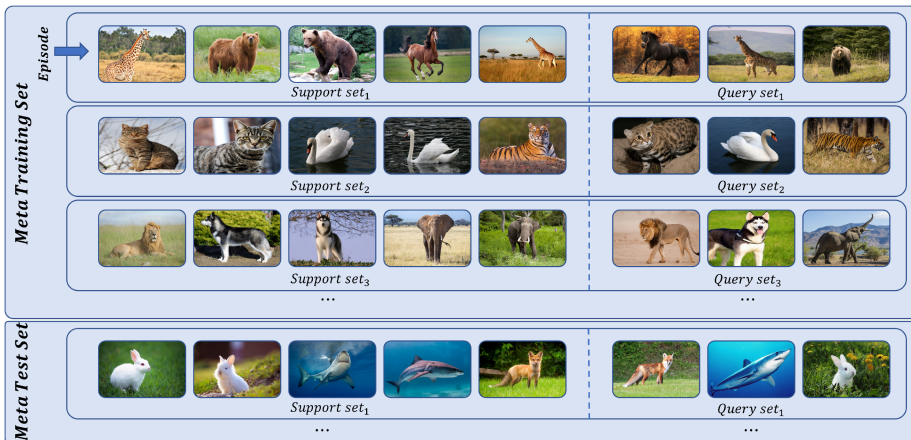 Meta Training Set
Episode
Support set₁
Query set₁
Support set₂
Query set₂
Support set₃
Query set₃
...
...
Meta Test Set
Support set₁
Query set₁
...
...